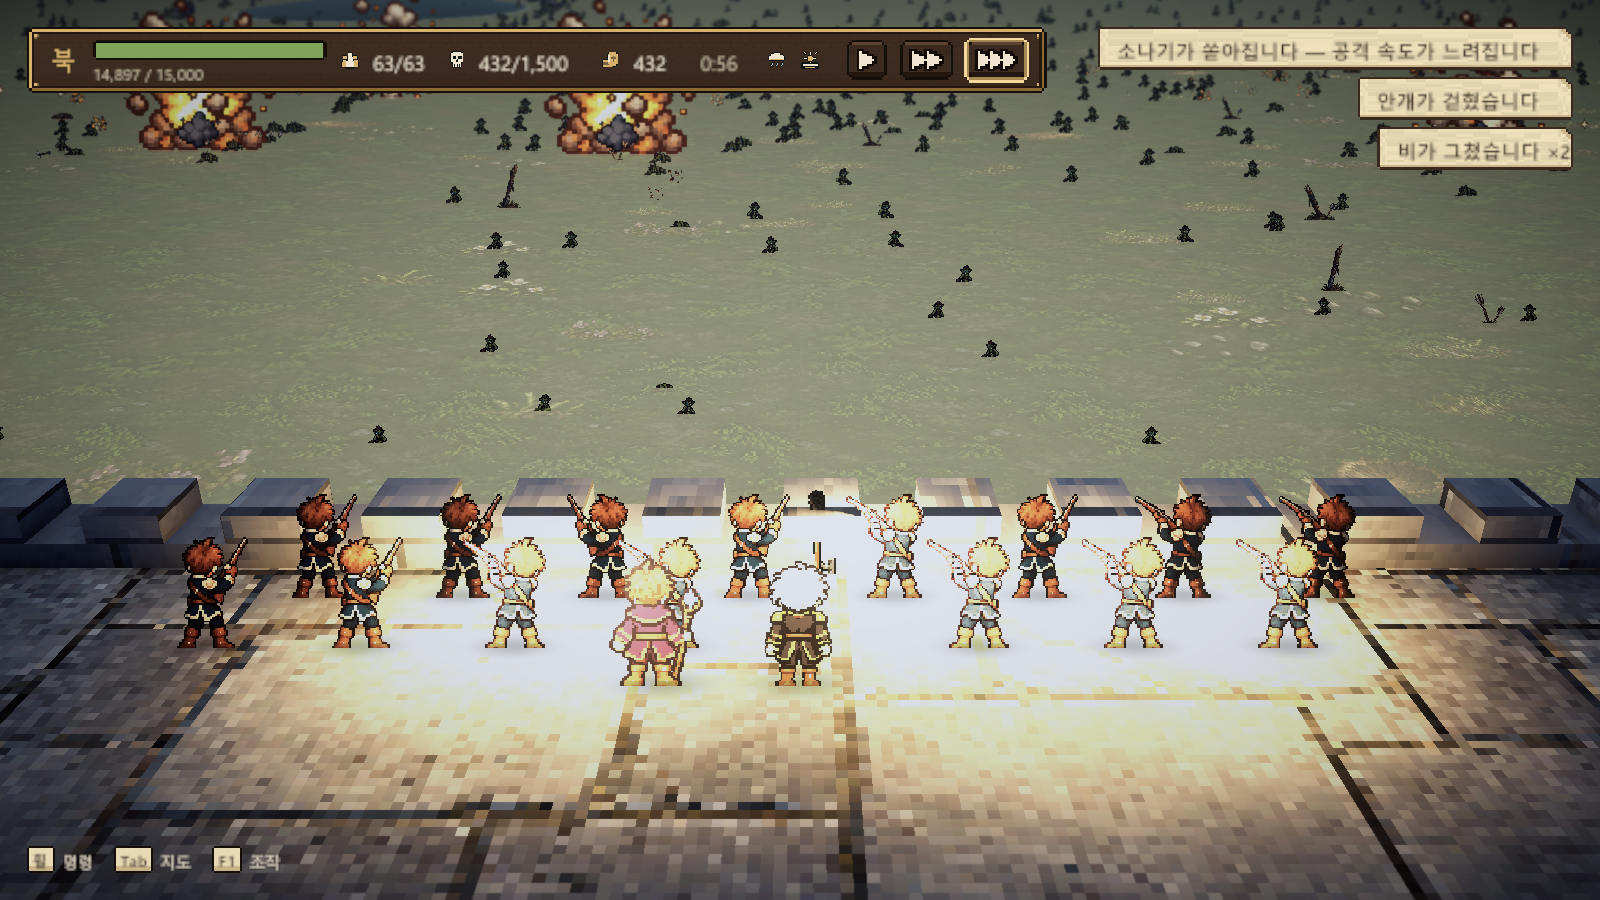 북
14,897 / 15,000
63/63
432/1,500
432
0:56
소나기가 쏟아집니다 — 공격 속도가 느려집니다
안개가 걷혔습니다
비가 그쳤습니다 ×2
휠 명령 Tab 지도 F1 조작